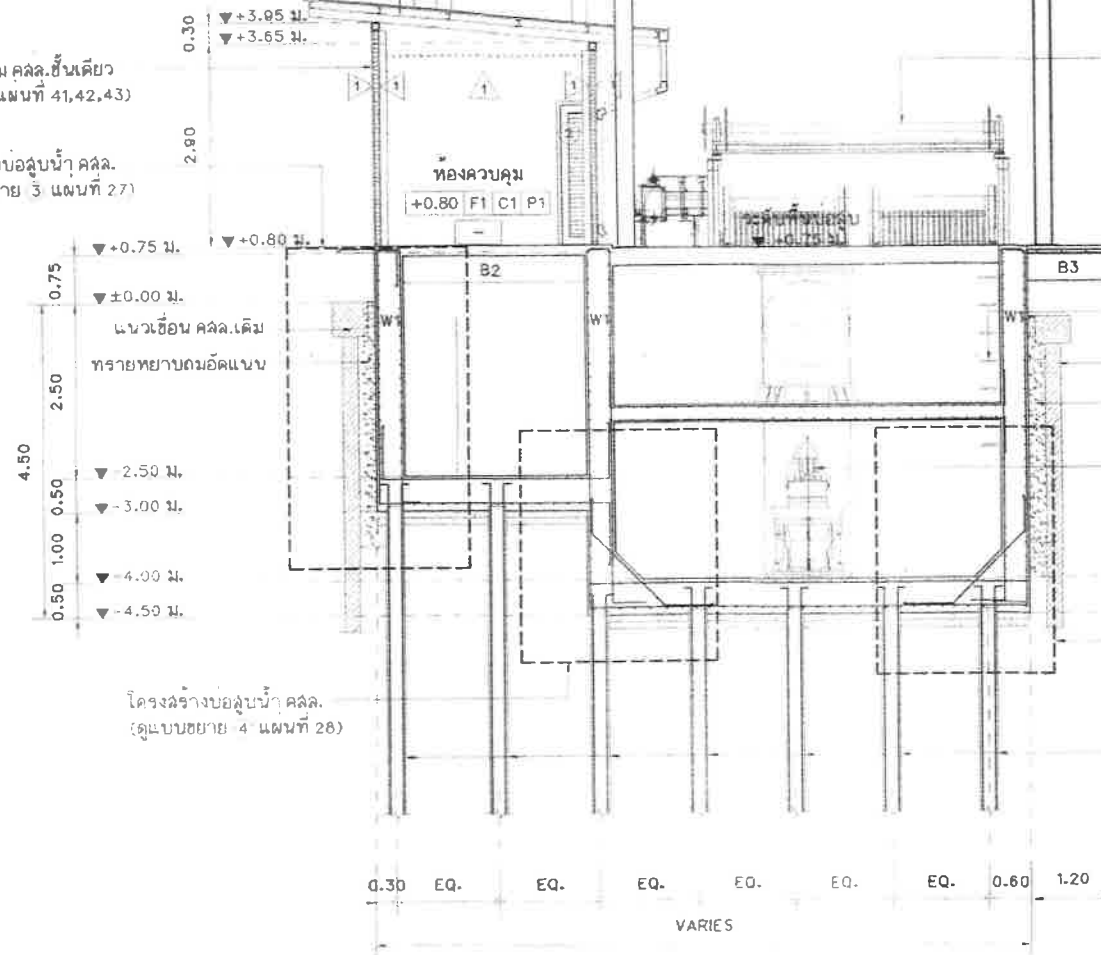 ▼+3.95 ม.
0.30
▼+3.65 ม.
คสล.ชั้นเดียว
แผ่นที่ 41,42,43)
1
1
1
1
1
2.90
บ่อสูบน้ำ คสล.
3 แผ่นที่ 27)
ห้องควบคุม
+0.80 F1 C1 P1
▼+0.80 ม.
+0.75 ม.
▼+0.75 ม.
0.75
B2
B3
▼±0.00 ม.
W1
W1
W1
แนวเขื่อน คสล.เดิม
ทรายหยาบถมอัดแนบ
2.50
4.50
▼-2.50 ม.
0.50
▼-3.00 ม.
1.00
▼-4.00 ม.
0.50
▼-4.50 ม.
โครงสร้างบ่อสูบน้ำ คสล.
(ดูแบบขยาย 4 แผ่นที่ 28)
0.30 EQ. EQ. EQ. EQ. EQ. EQ. 0.60 1.20
VARIES